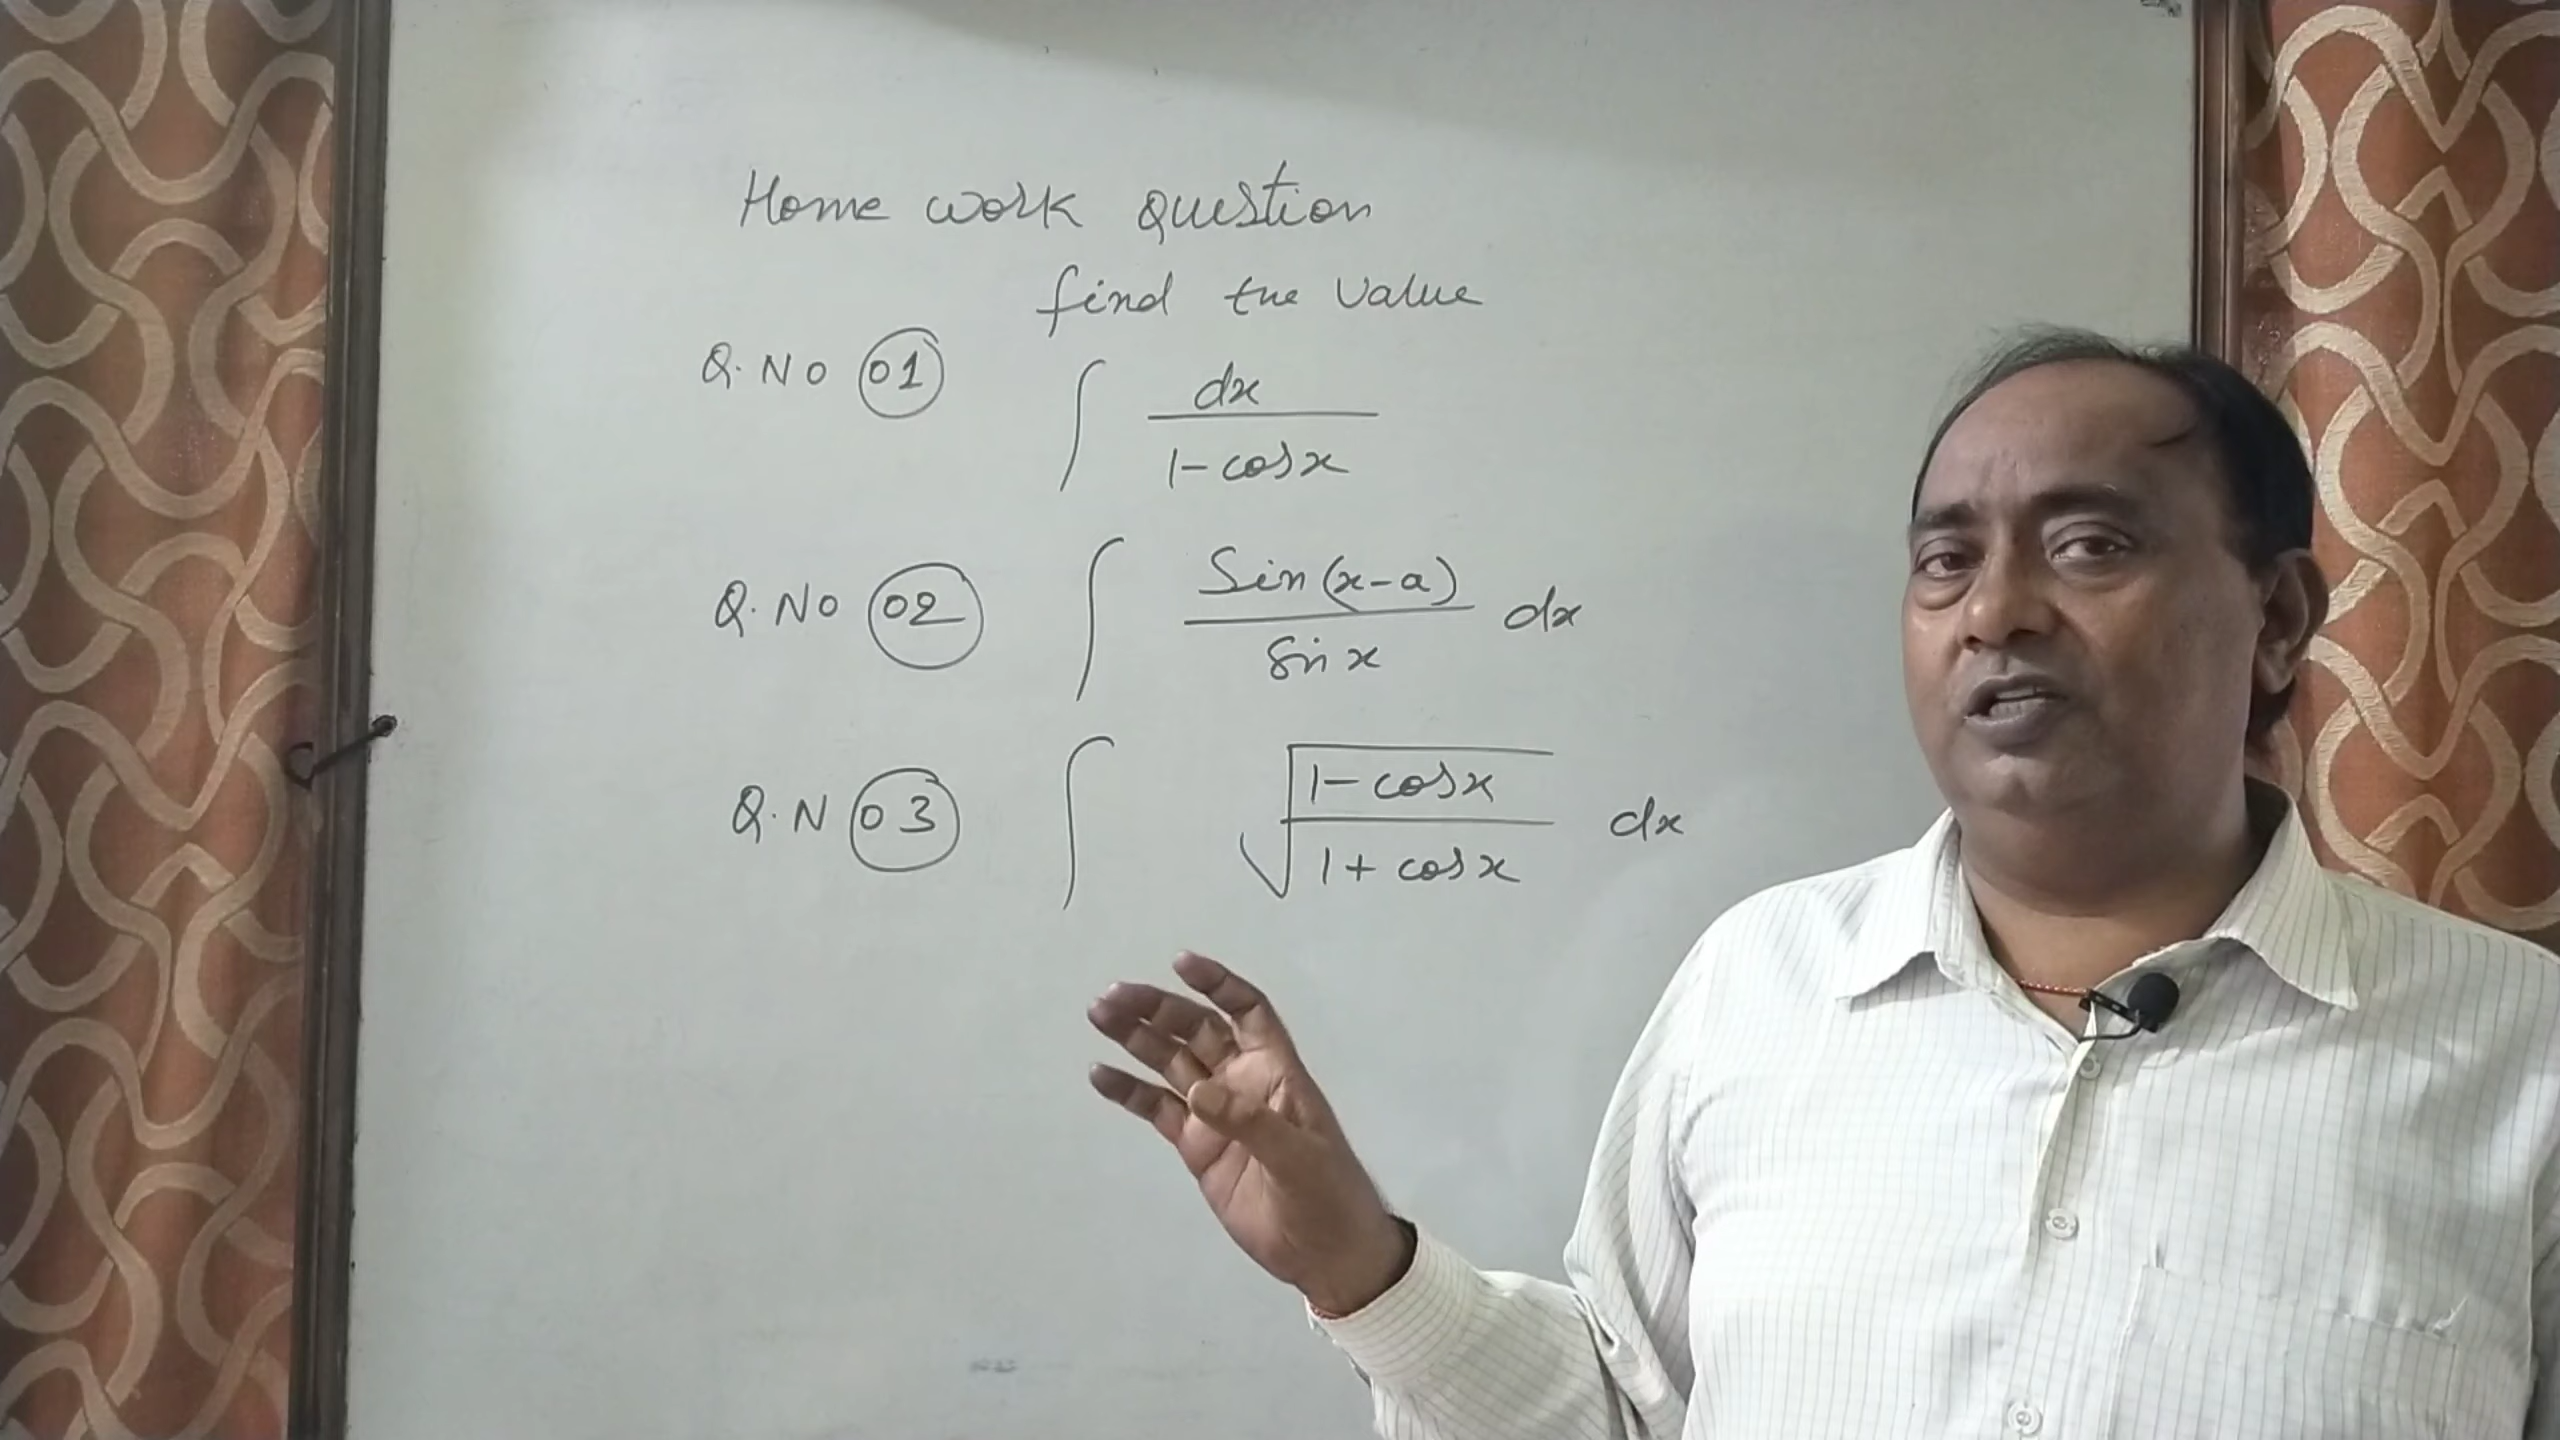 Home work question
find the value
Q. No 01 ∫ dx / 1-cosx
Q. No 02 ∫ Sin(x-a) / sinx dx
Q. N 03 ∫ √(1-cosx / 1+cosx) dx